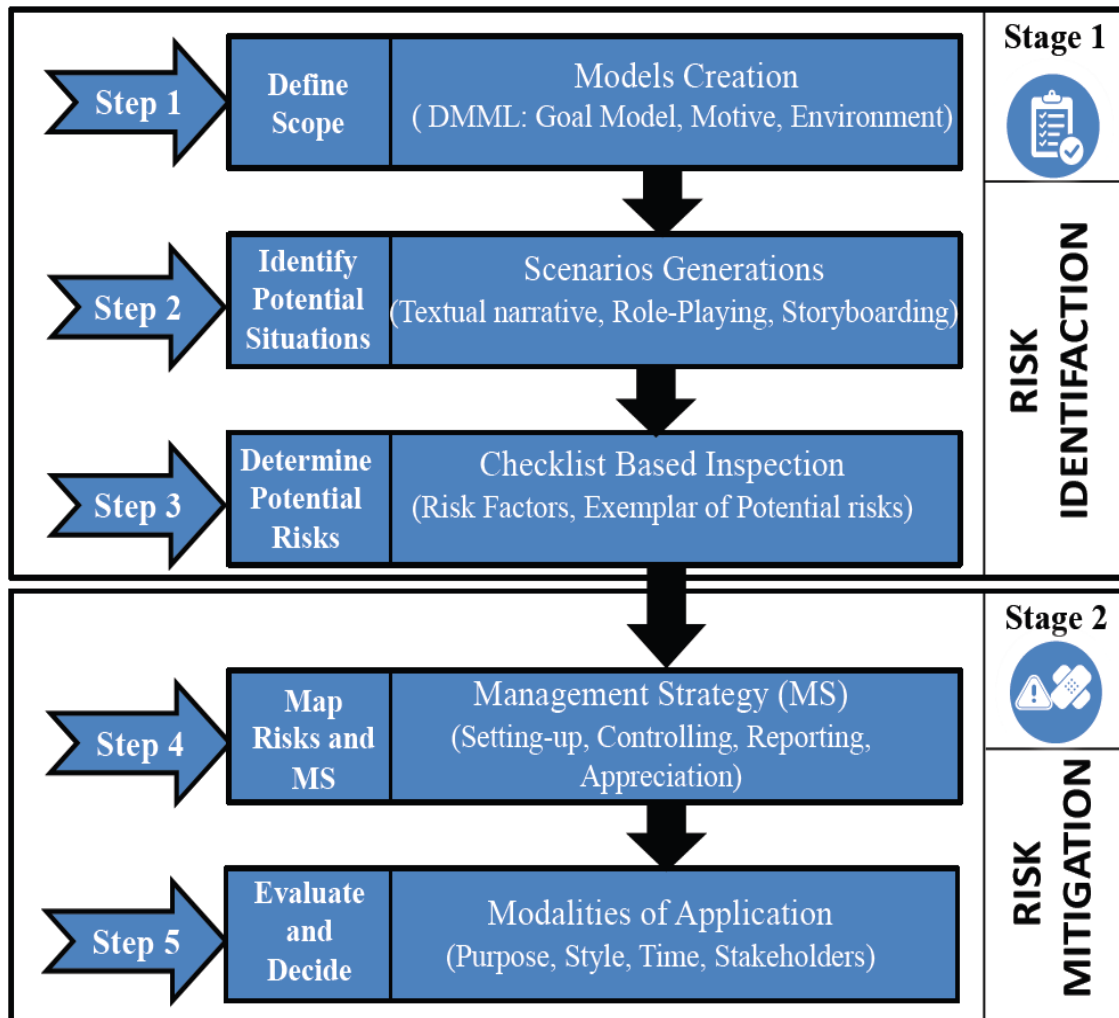 Stage 1
Step 1
Define
Scope
Models Creation
( DMML: Goal Model, Motive, Environment)
Step 2
Identify
Potential
Situations
Scenarios Generations
(Textual narrative, Role-Playing, Storyboarding)
Step 3
Determine
Potential
Risks
Checklist Based Inspection
(Risk Factors, Exemplar of Potential risks)
RISK
IDENTIFACTION
Stage 2
Step 4
Map
Risks and
MS
Management Strategy (MS)
(Setting-up, Controlling, Reporting,
Appreciation)
Step 5
Evaluate
and
Decide
Modalities of Application
(Purpose, Style, Time, Stakeholders)
RISK
MITIGATION